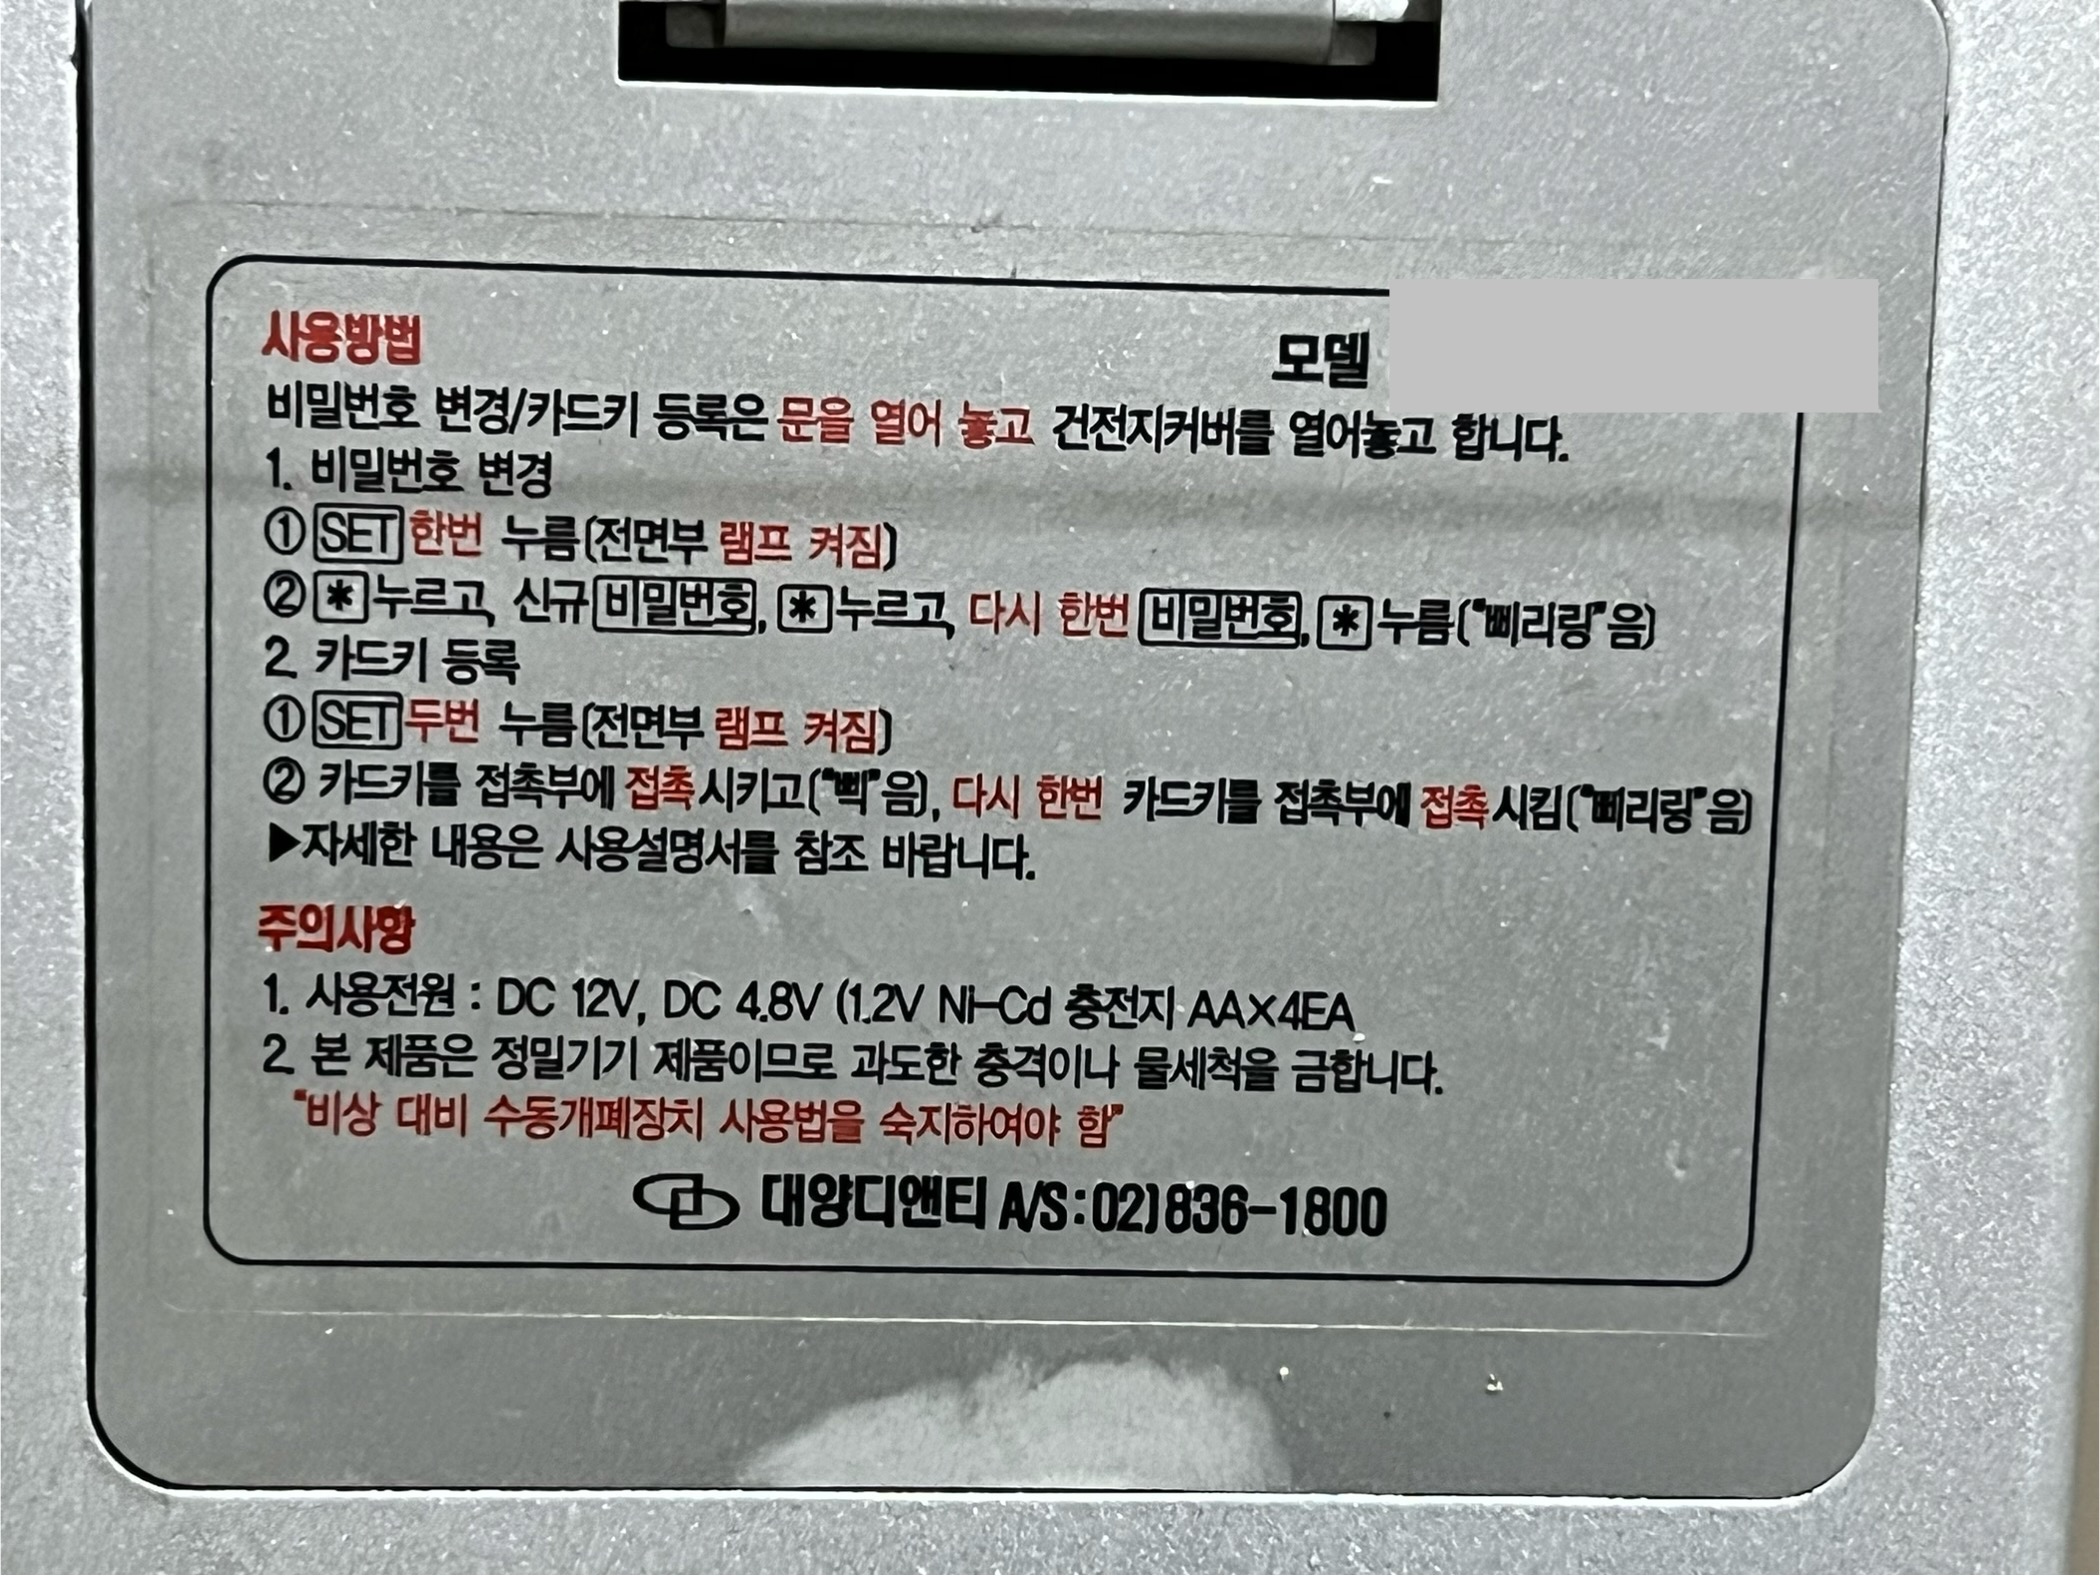 사용방법
모델
비밀번호 변경/카드키 등록은 문을 열어 놓고 건전지커버를 열어놓고 합니다.
1. 비밀번호 변경
① SET 한번 누름(전면부 램프 켜짐)
② * 누르고, 신규 비밀번호, * 누르고, 다시 한번 비밀번호, * 누름("삐리링"음)
2. 카드키 등록
① SET 두번 누름(전면부 램프 켜짐)
② 카드키를 접촉부에 접촉시키고("삑"음), 다시 한번 카드키를 접촉부에 접촉시킴("삐리링"음)
▶자세한 내용은 사용설명서를 참조 바랍니다.
주의사항
1. 사용전원 : DC 12V, DC 4.8V (1.2V Ni-Cd 충전지 AA×4EA
2. 본 제품은 정밀기기 제품이므로 과도한 충격이나 물세척을 금합니다.
"비상 대비 수동개폐장치 사용법을 숙지하여야 함"
대양디앤티 A/S:02)836-1800